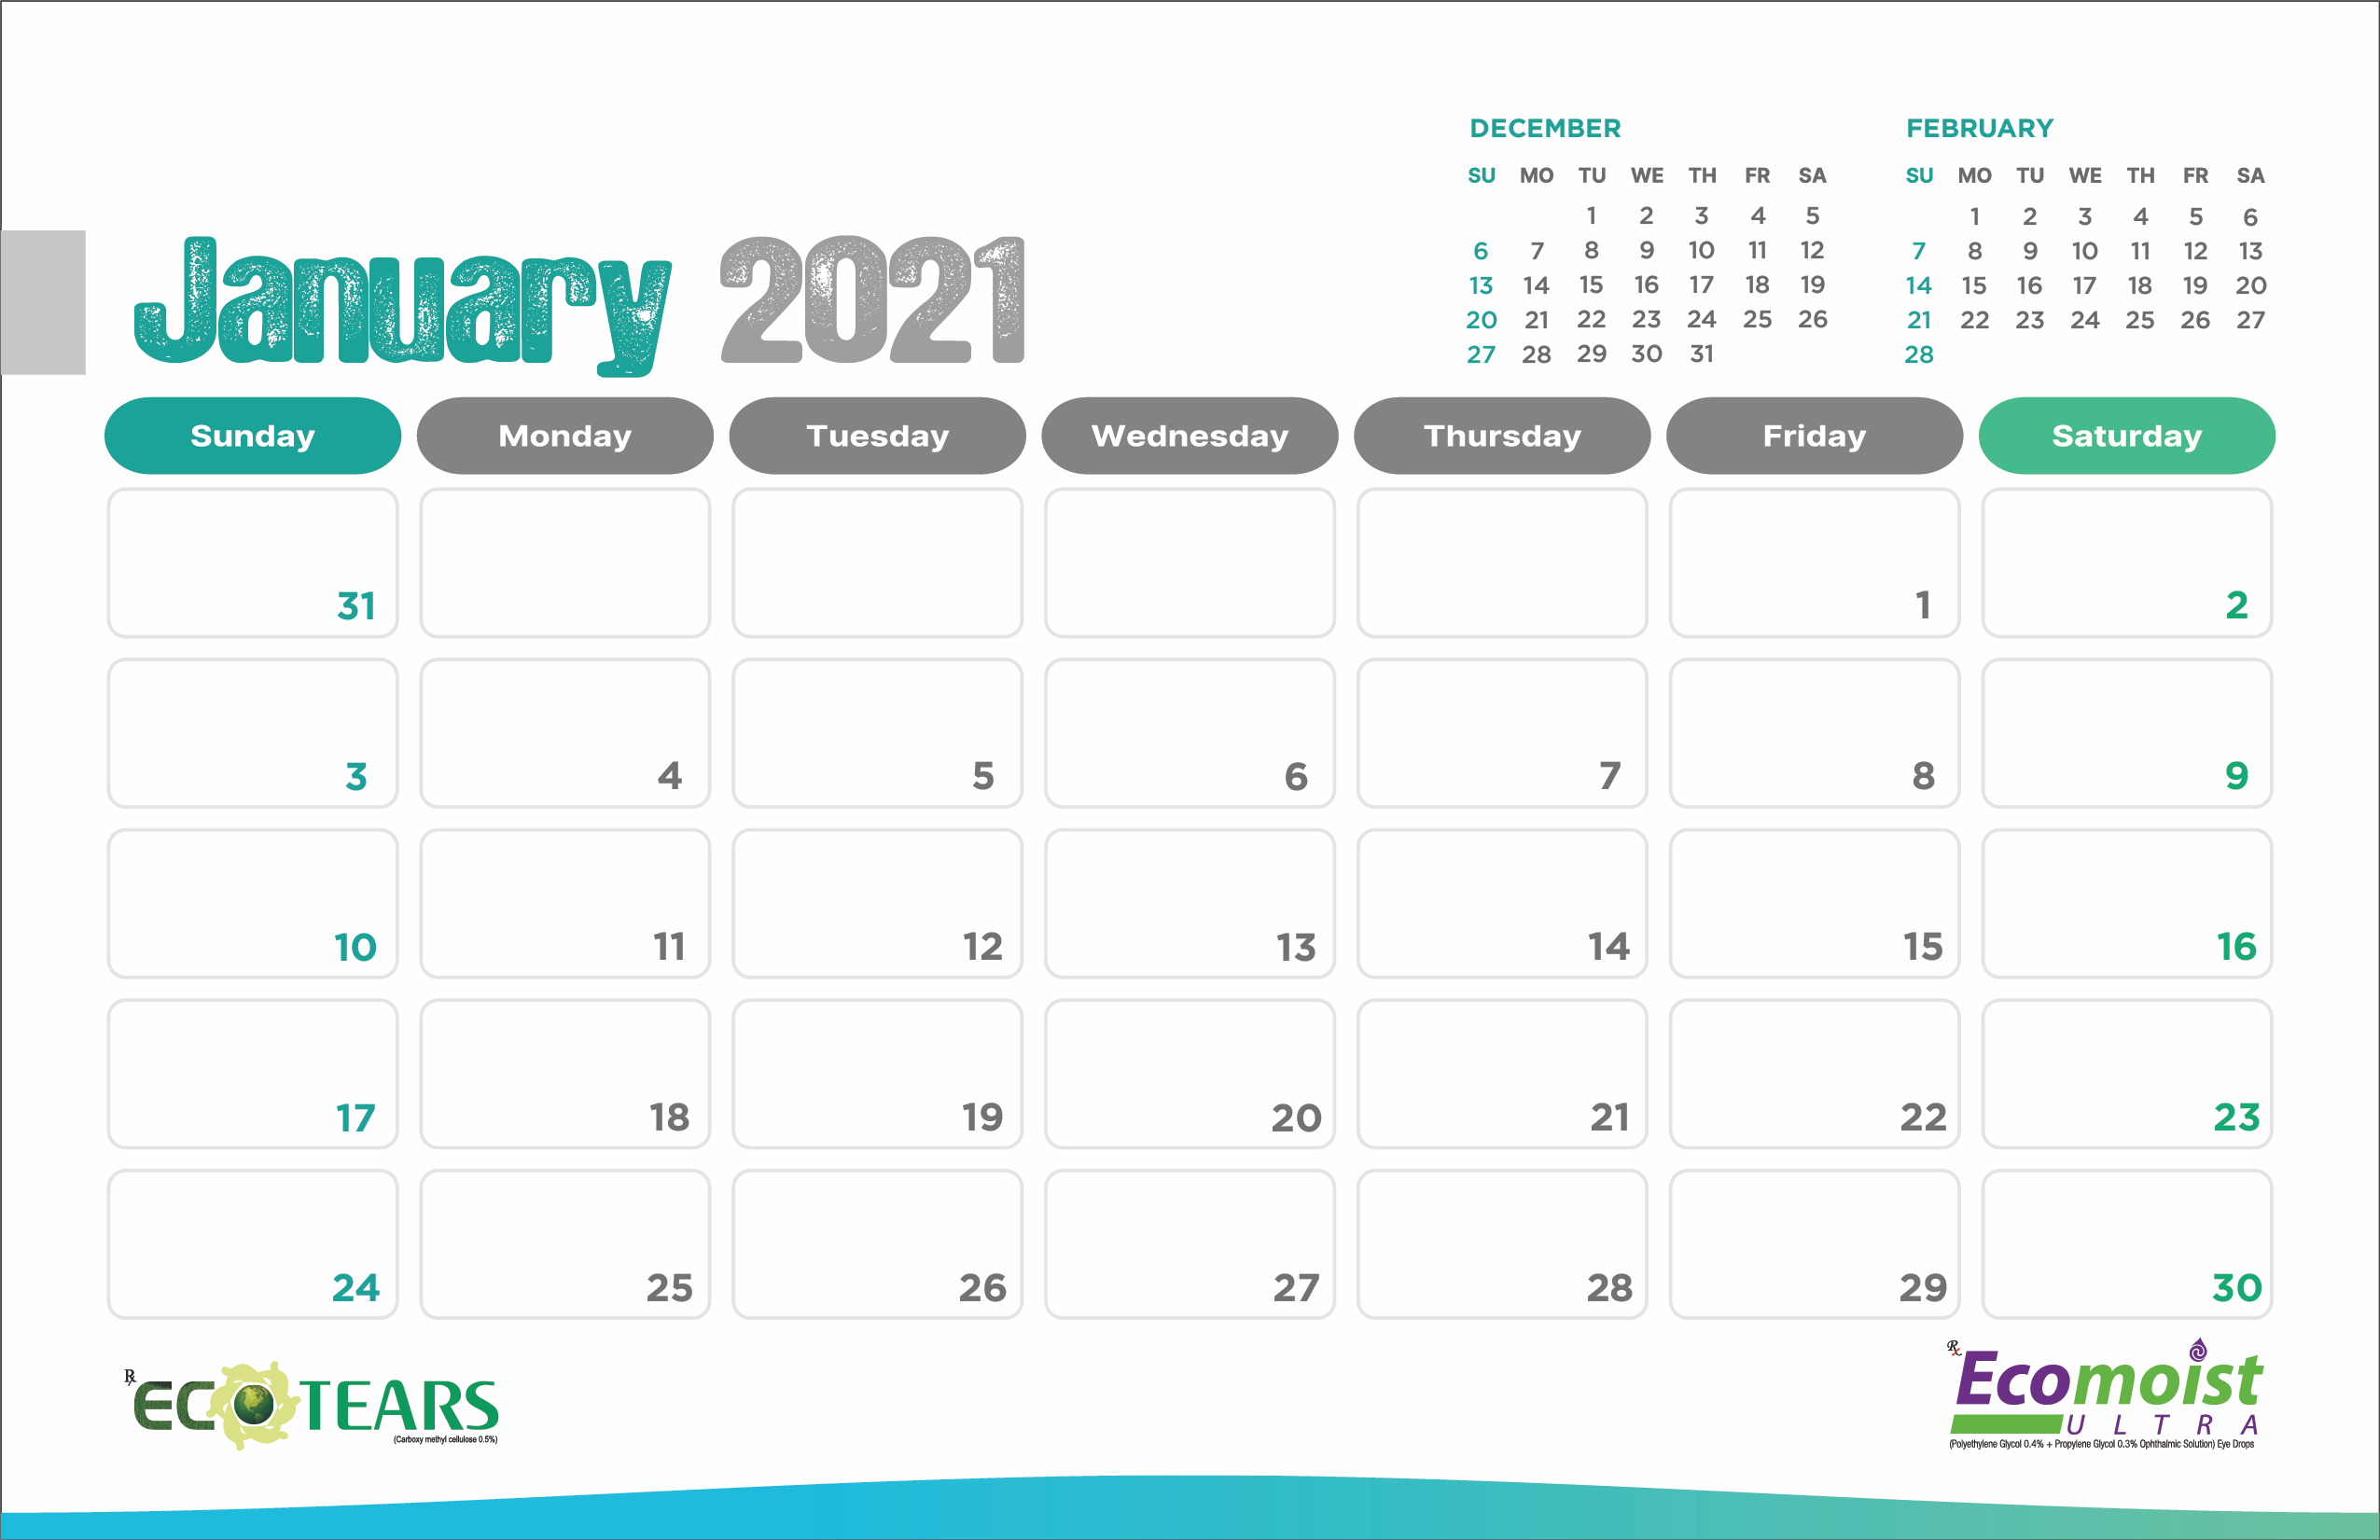 DECEMBER
SU MO TU WE TH FR SA
1 2 3 4 5
6 7 8 9 10 11 12
13 14 15 16 17 18 19
20 21 22 23 24 25 26
27 28 29 30 31
FEBRUARY
SU MO TU WE TH FR SA
1 2 3 4 5 6
7 8 9 10 11 12 13
14 15 16 17 18 19 20
21 22 23 24 25 26 27
28
January 2021
Sunday Monday Tuesday Wednesday Thursday Friday Saturday
31 1 2
3 4 5 6 7 8 9
10 11 12 13 14 15 16
17 18 19 20 21 22 23
24 25 26 27 28 29 30
℞ ECOTEARS
(Carboxy methyl cellulose 0.5%)
℞ Ecomoist
ULTRA
(Polyethylene Glycol 0.4% + Propylene Glycol 0.3% Ophthalmic Solution) Eye Drops